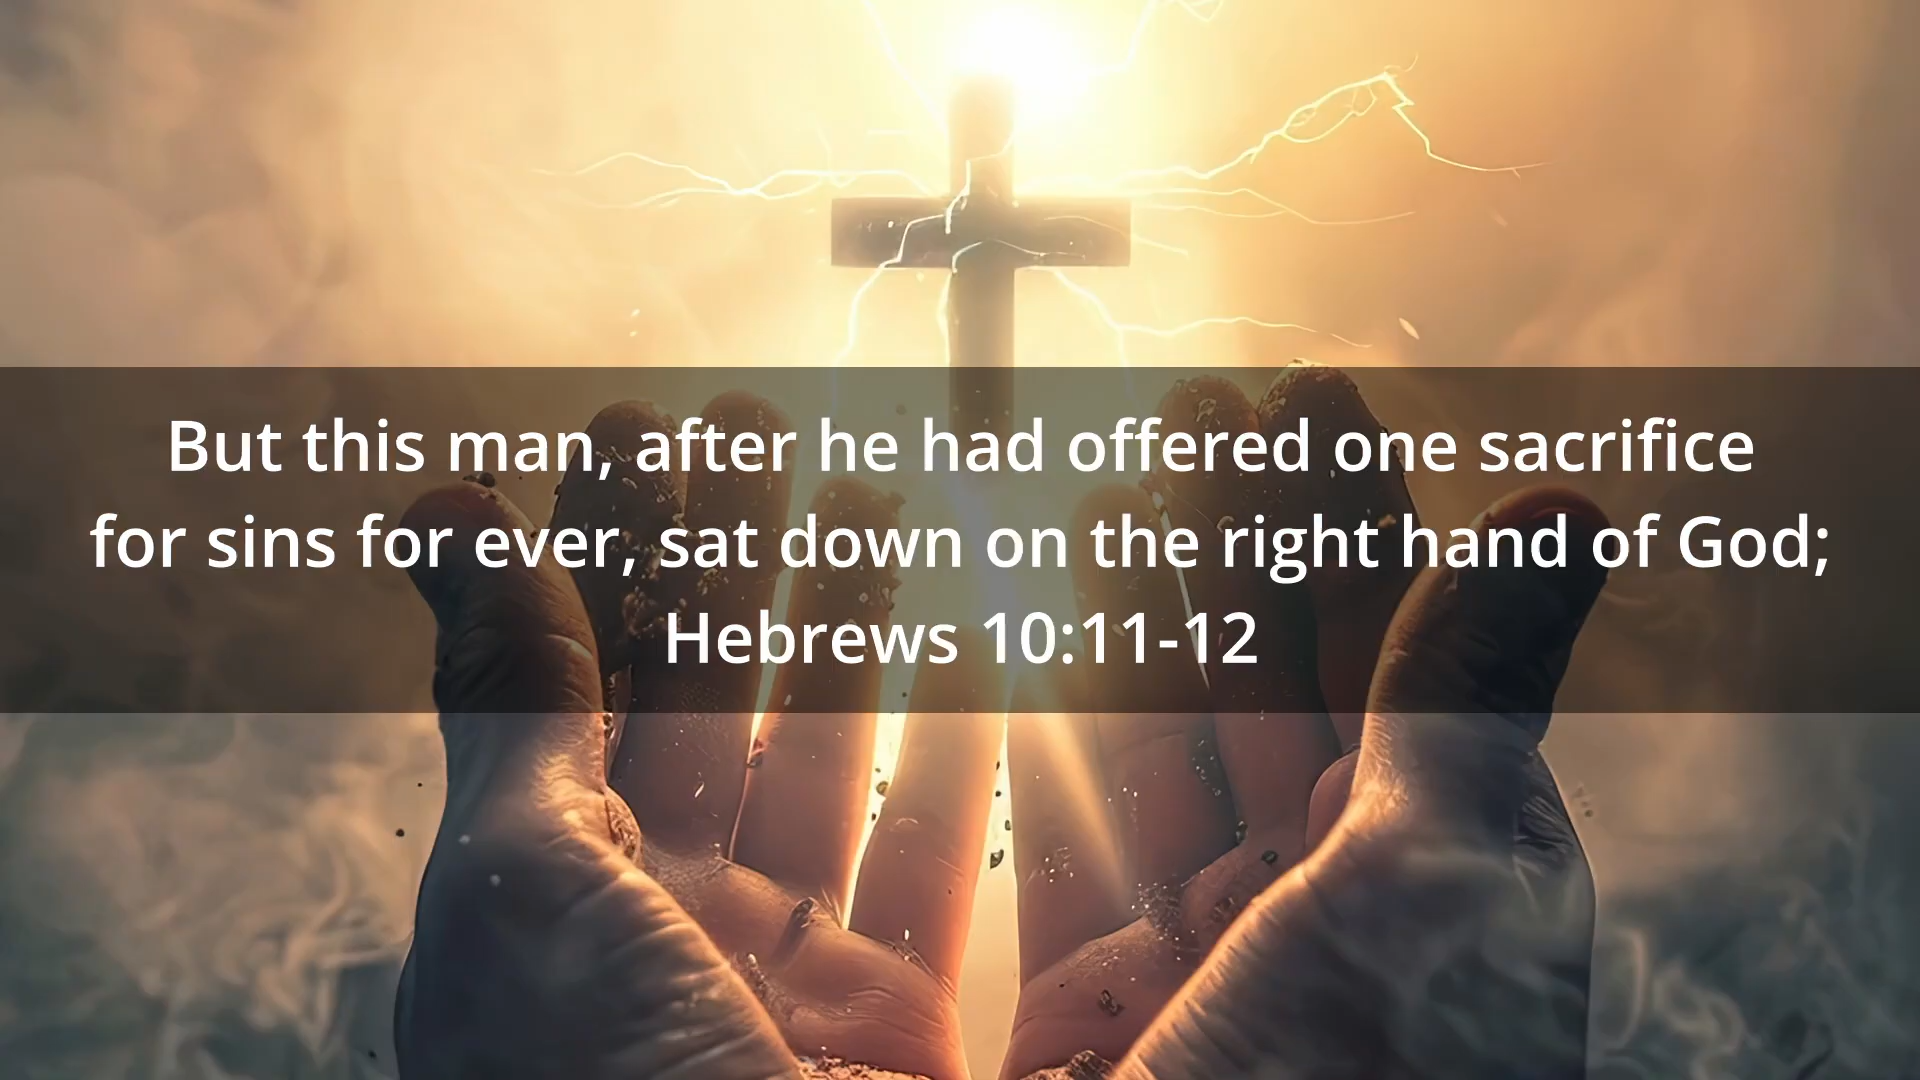 But this man, after he had offered one sacrifice
for sins for ever, sat down on the right hand of God;
Hebrews 10:11-12